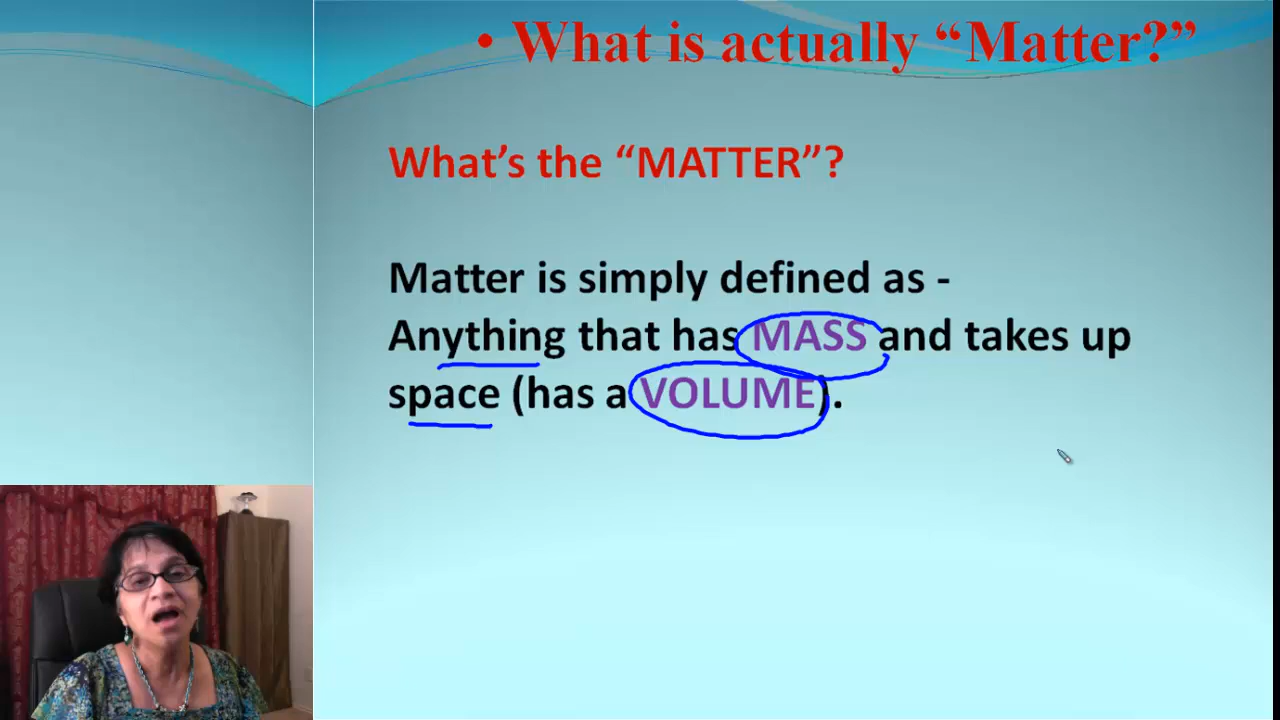 • What is actually “Matter?”
What’s the “MATTER”?
Matter is simply defined as -
Anything that has MASS and takes up
space (has a VOLUME).